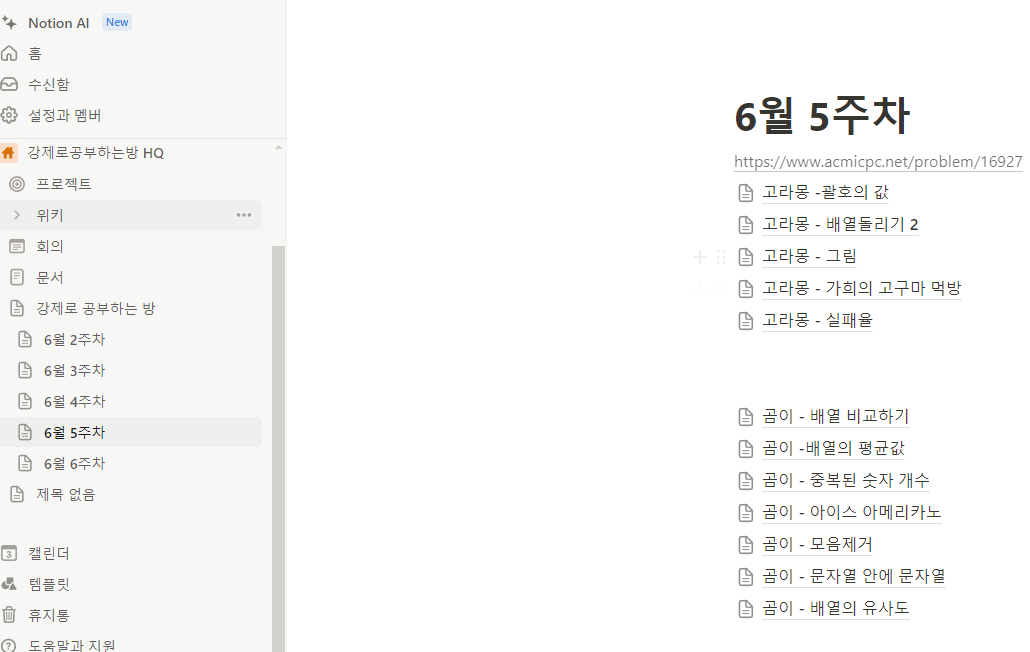 Notion AI New
홈
수신함
설정과 멤버
강제로공부하는방 HQ
프로젝트
위키
회의
문서
강제로 공부하는 방
6월 2주차
6월 3주차
6월 4주차
6월 5주차
6월 6주차
제목 없음
3 캘린더
템플릿
휴지통
도움말과 지원
6월 5주차
https://www.acmicpc.net/problem/16927
고라몽 -괄호의 값
고라몽 - 배열돌리기 2
고라몽 - 그림
고라몽 - 가희의 고구마 먹방
고라몽 - 실패율
곰이 - 배열 비교하기
곰이 -배열의 평균값
곰이 - 중복된 숫자 개수
곰이 - 아이스 아메리카노
곰이 - 모음제거
곰이 - 문자열 안에 문자열
곰이 - 배열의 유사도